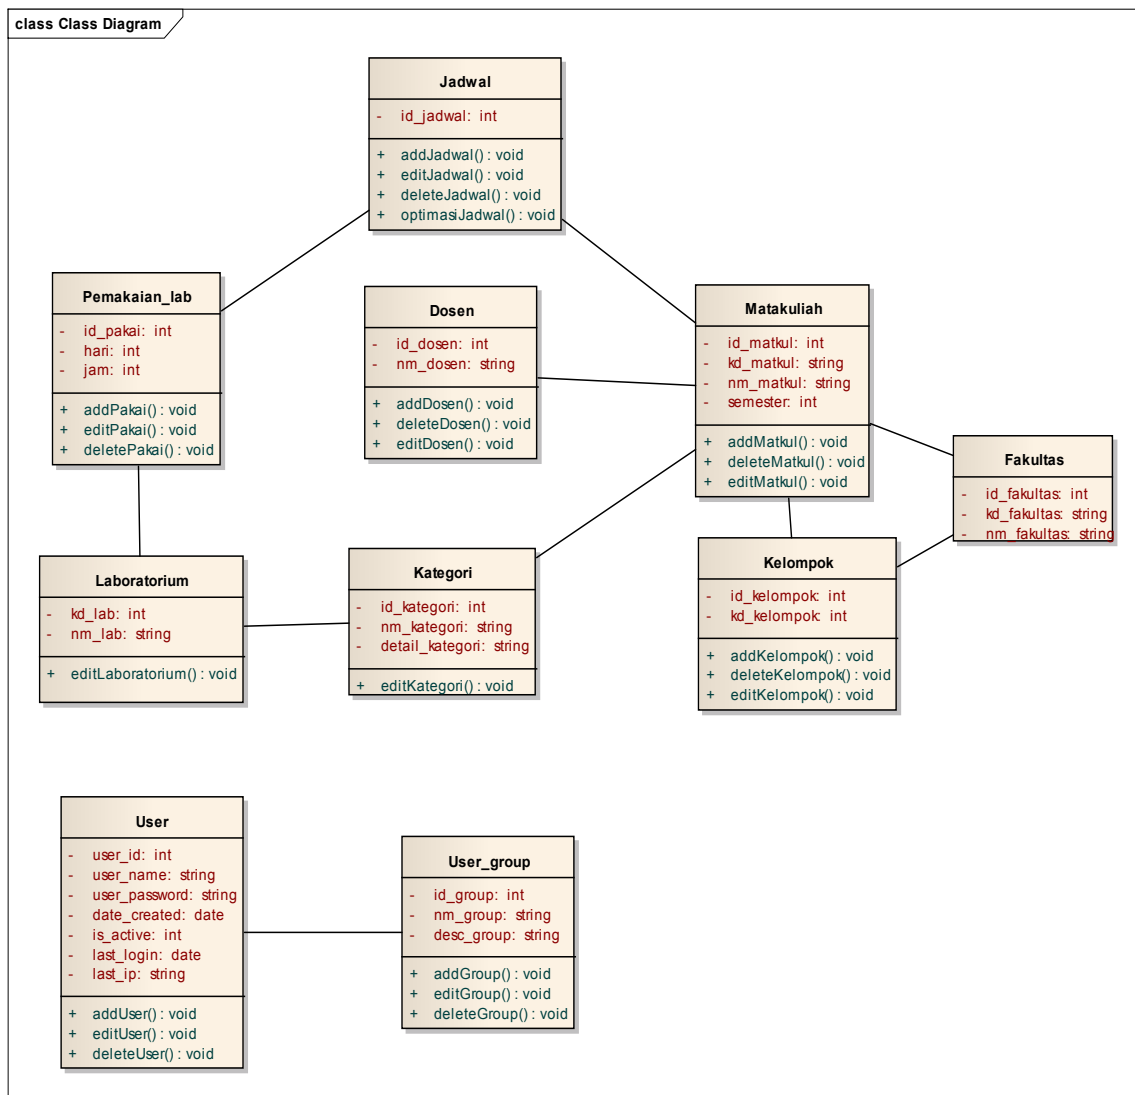 class Class Diagram
Jadwal
- id_jadwal: int
+ addJadwal() : void
+ editJadwal() : void
+ deleteJadwal() : void
+ optimasiJadwal() : void
Pemakaian_lab
- id_pakai: int
- hari: int
- jam: int
+ addPakai() : void
+ editPakai() : void
+ deletePakai() : void
Dosen
- id_dosen: int
- nm_dosen: string
+ addDosen() : void
+ deleteDosen() : void
+ editDosen() : void
Matakuliah
- id_matkul: int
- kd_matkul: string
- nm_matkul: string
- semester: int
+ addMatkul() : void
+ deleteMatkul() : void
+ editMatkul() : void
Fakultas
- id_fakultas: int
- kd_fakultas: string
- nm_fakultas: string
Laboratorium
- kd_lab: int
- nm_lab: string
+ editLaboratorium() : void
Kategori
- id_kategori: int
- nm_kategori: string
- detail_kategori: string
+ editKategori() : void
Kelompok
- id_kelompok: int
- kd_kelompok: int
+ addKelompok() : void
+ deleteKelompok() : void
+ editKelompok() : void
User
- user_id: int
- user_name: string
- user_password: string
- date_created: date
- is_active: int
- last_login: date
- last_ip: string
+ addUser() : void
+ editUser() : void
+ deleteUser() : void
User_group
- id_group: int
- nm_group: string
- desc_group: string
+ addGroup() : void
+ editGroup() : void
+ deleteGroup() : void